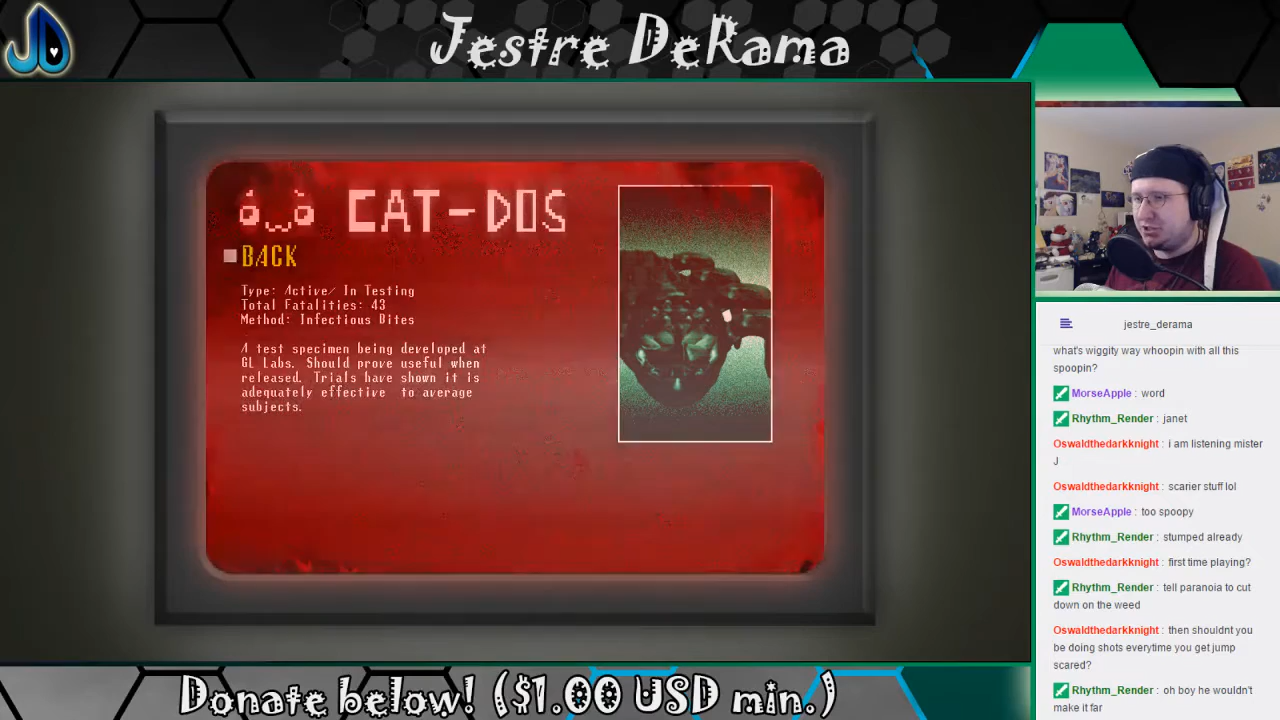 JD
Jestre DeRama
CAT-DOS
BACK
Type: Active/ In Testing
Total Fatalities: 43
Method: Infectious Bites
A test specimen being developed at
GL Labs. Should prove useful when
released. Trials have shown it is
adequately effective to average
subjects.
jestre_derama
what's wiggity way whoopin with all this
spoopin?
MorseApple : word
Rhythm_Render : janet
Oswaldthedarkknight : i am listening mister
J
Oswaldthedarkknight : scarier stuff lol
MorseApple : too spoopy
Rhythm_Render : stumped already
Oswaldthedarkknight : first time playing?
Rhythm_Render : tell paranoia to cut
down on the weed
Oswaldthedarkknight : then shouldnt you
be doing shots everytime you get jump
scared?
Rhythm_Render : oh boy he wouldn't
make it far
Donate below! ($1.00 USD min.)